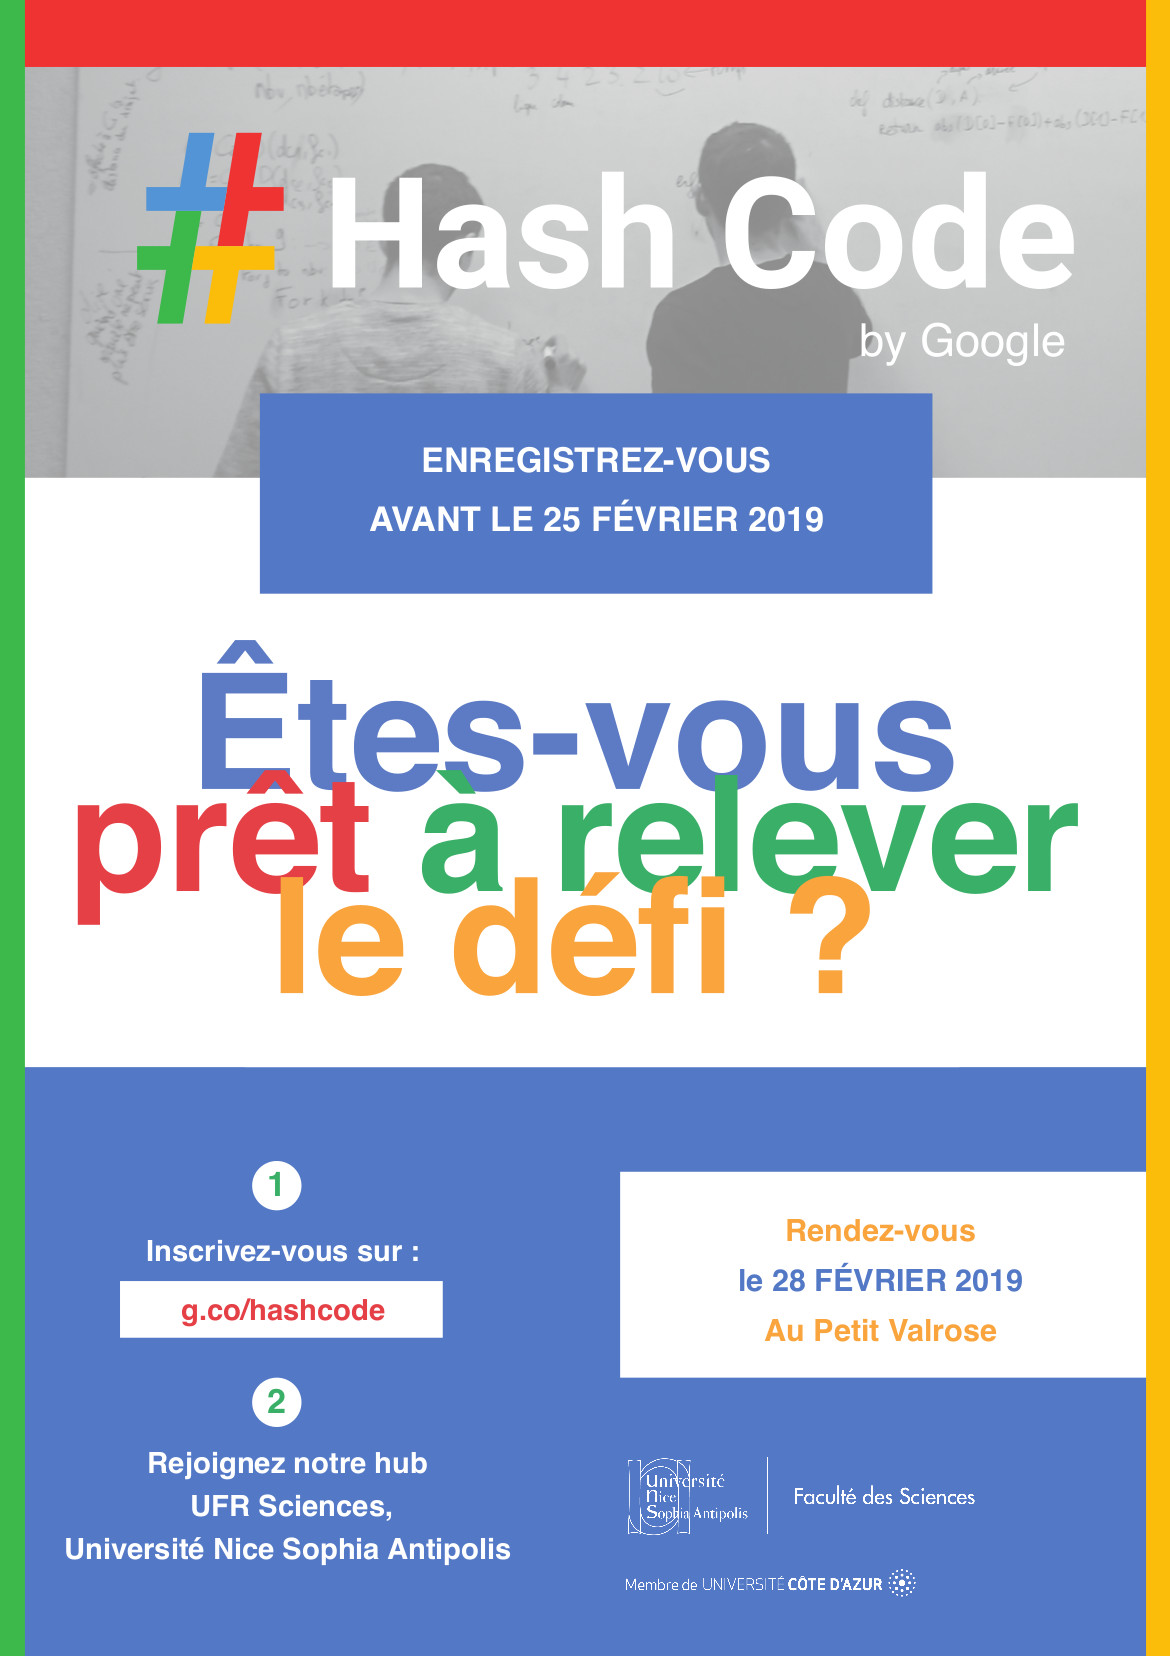 # Hash Code
by Google
ENREGISTREZ-VOUS
AVANT LE 25 FÉVRIER 2019
Êtes-vous
prêt à relever
le défi ?
1
Inscrivez-vous sur :
g.co/hashcode
2
Rejoignez notre hub
UFR Sciences,
Université Nice Sophia Antipolis
Rendez-vous
le 28 FÉVRIER 2019
Au Petit Valrose
Université
Nice
Sophia Antipolis
Faculté des Sciences
Membre de UNIVERSITÉ CÔTE D'AZUR